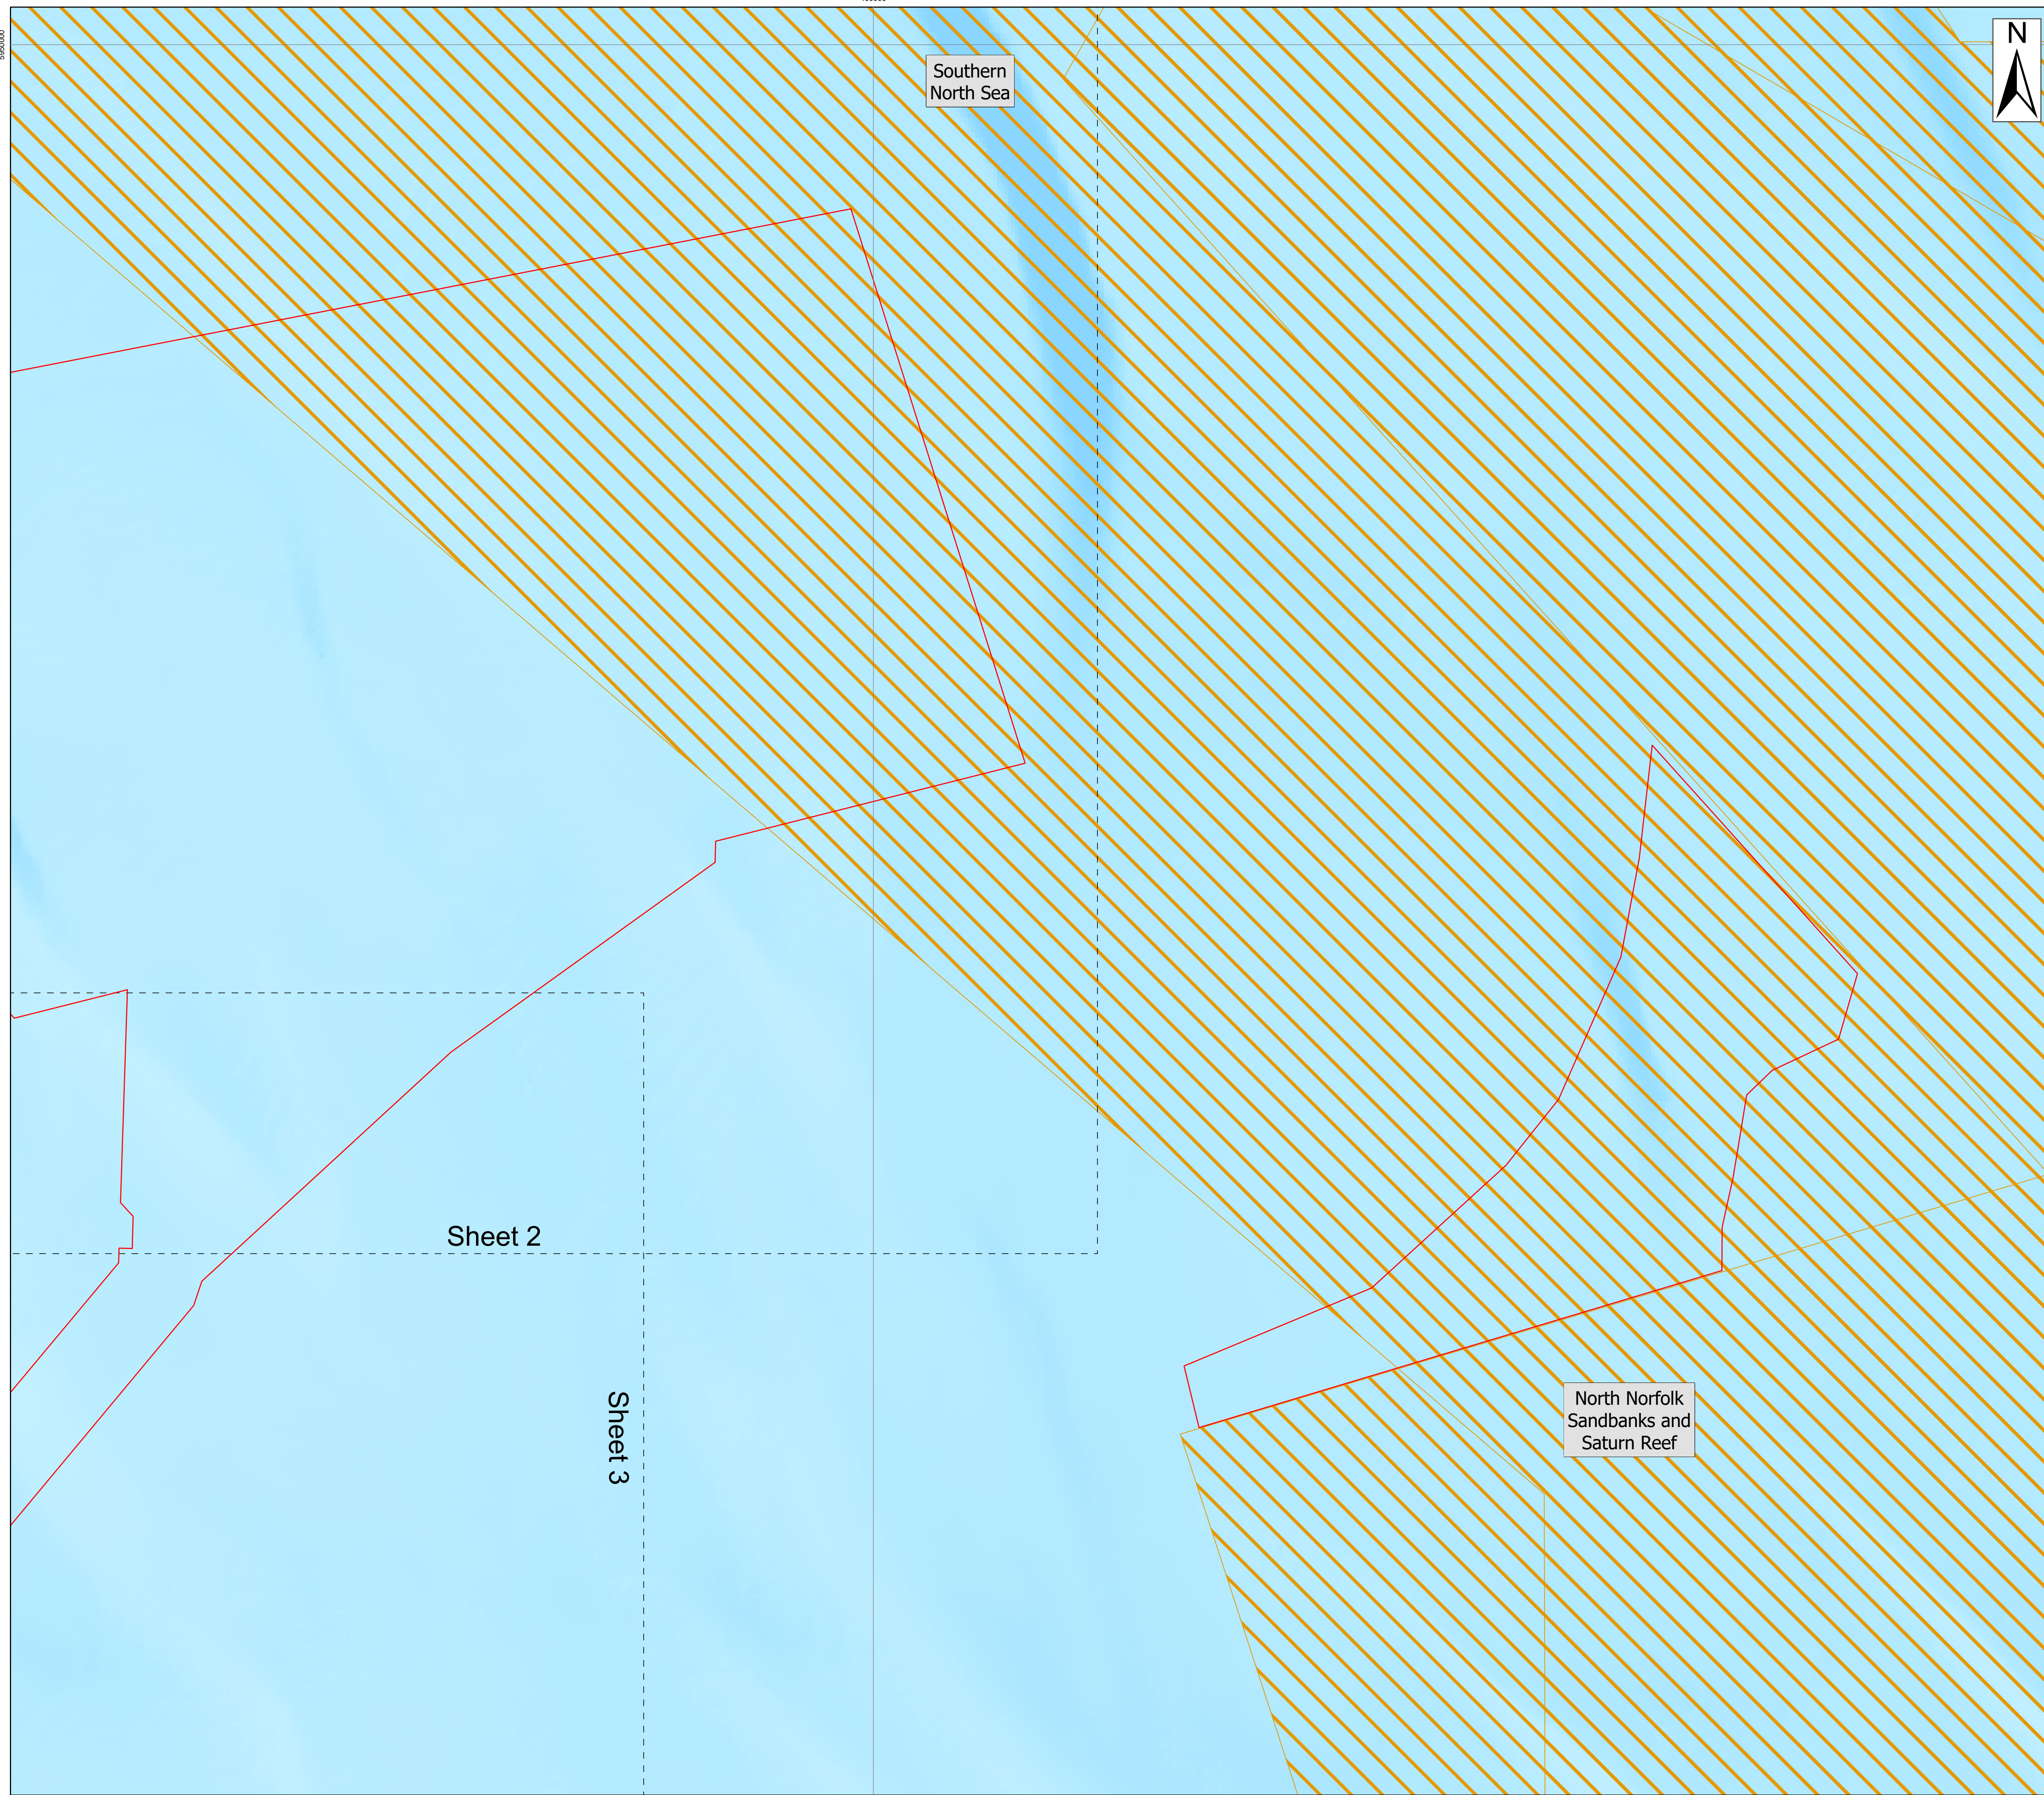 N
Southern
North Sea
Sheet 2
Sheet 3
North Norfolk
Sandbanks and
Saturn Reef